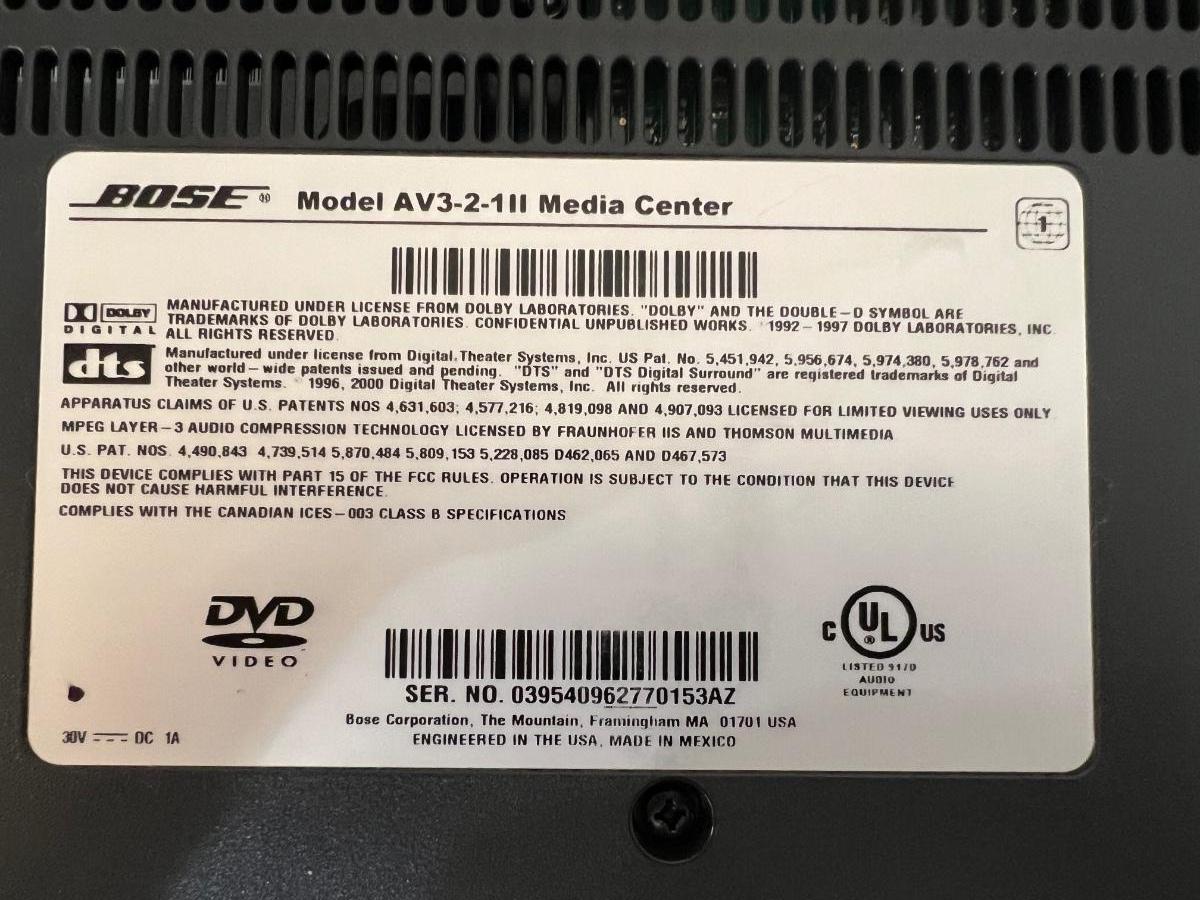 BOSE ® Model AV3-2-1II Media Center
1
DOLBY
DIGITAL
MANUFACTURED UNDER LICENSE FROM DOLBY LABORATORIES. "DOLBY" AND THE DOUBLE-D SYMBOL ARE
TRADEMARKS OF DOLBY LABORATORIES. CONFIDENTIAL UNPUBLISHED WORKS. 1992-1997 DOLBY LABORATORIES, INC
ALL RIGHTS RESERVED.
dts
Manufactured under license from Digital Theater Systems, Inc. US Pat. No. 5,451,942, 5,956,674, 5,974,380, 5,978,762 and
other world-wide patents issued and pending. "DTS" and "DTS Digital Surround" are registered trademarks of Digital
Theater Systems. 1996, 2000 Digital Theater Systems, Inc. All rights reserved.
APPARATUS CLAIMS OF U.S. PATENTS NOS 4,631,603; 4,577,216; 4,819,098 AND 4,907,093 LICENSED FOR LIMITED VIEWING USES ONLY
MPEG LAYER-3 AUDIO COMPRESSION TECHNOLOGY LICENSED BY FRAUNHOFER IIS AND THOMSON MULTIMEDIA
U.S. PAT. NOS. 4,490,843 4,739,514 5,870,484 5,809,153 5,228,085 D462,065 AND D467,573
THIS DEVICE COMPLIES WITH PART 15 OF THE FCC RULES. OPERATION IS SUBJECT TO THE CONDITION THAT THIS DEVICE
DOES NOT CAUSE HARMFUL INTERFERENCE.
COMPLIES WITH THE CANADIAN ICES-003 CLASS B SPECIFICATIONS
DVD
VIDEO
C UL ® US
LISTED 91/D
AUDIO
EQUIPMENT
SER. NO. 039540962770153AZ
Bose Corporation, The Mountain, Framingham MA 01701 USA
ENGINEERED IN THE USA, MADE IN MEXICO
30V DC 1A